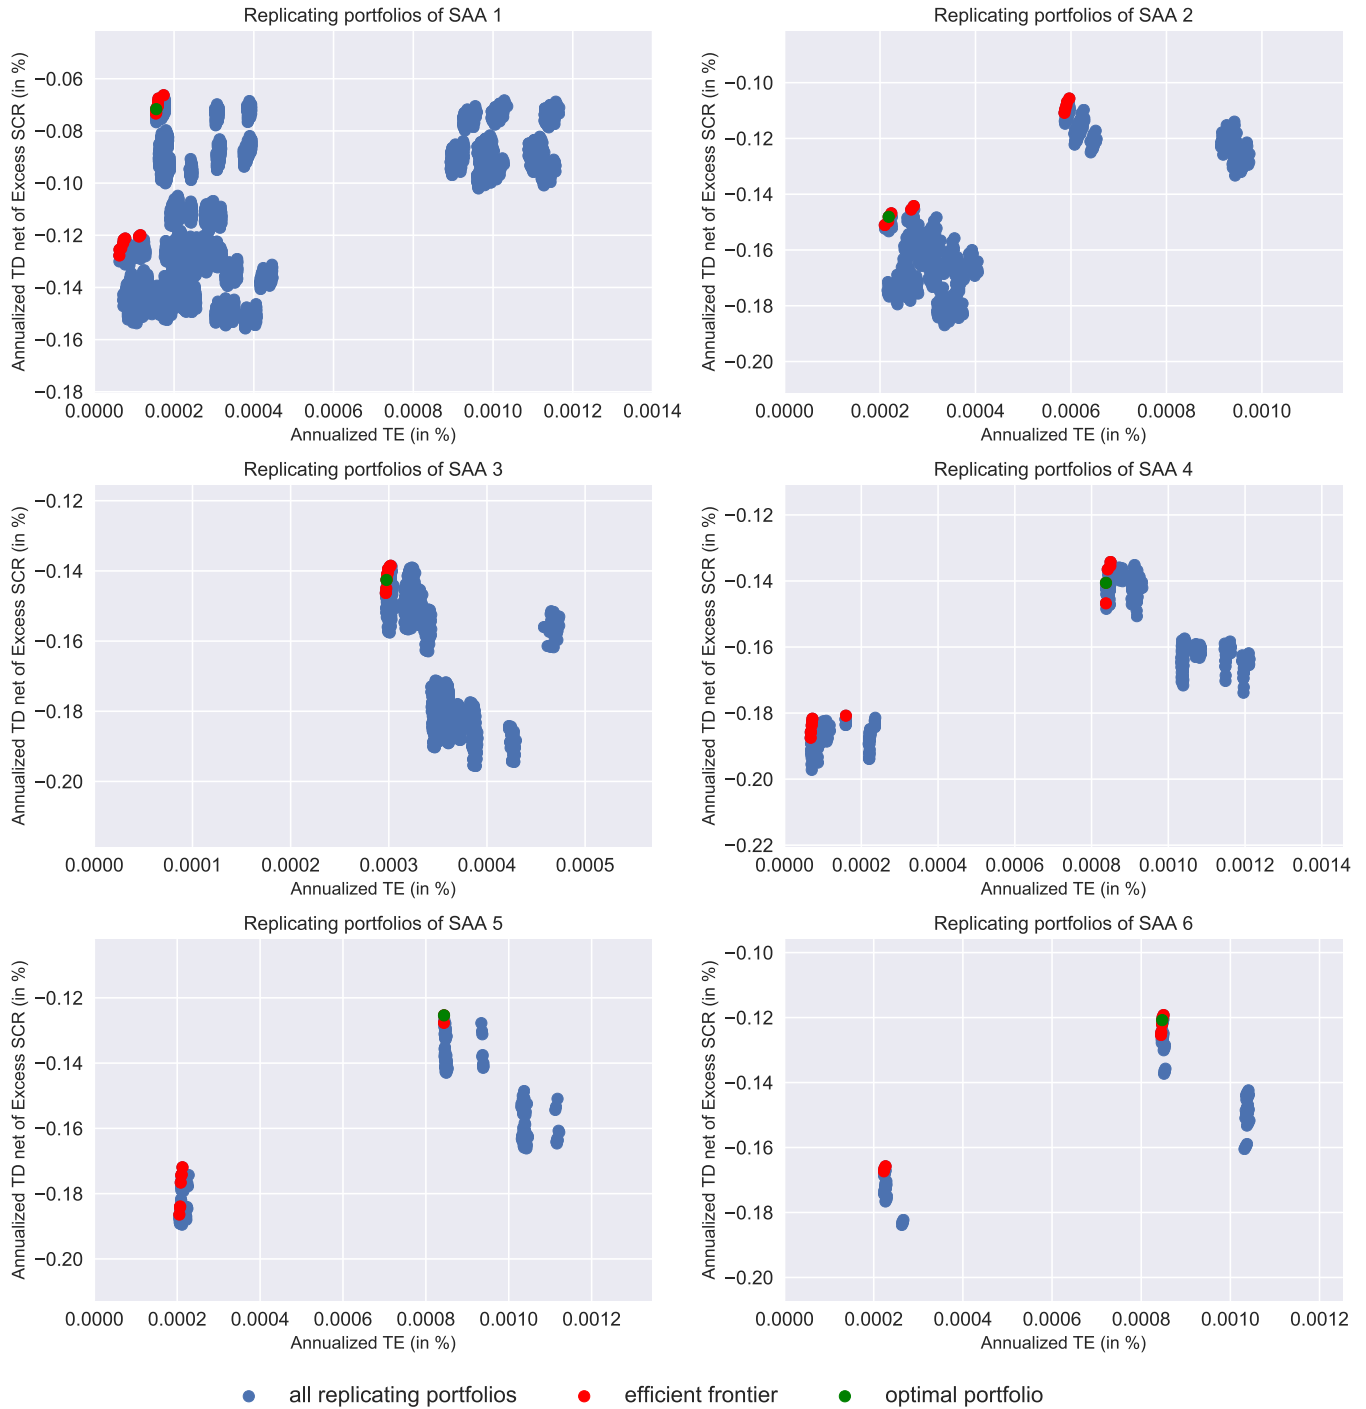 Replicating portfolios of SAA 1
Annualized TD net of Excess SCR (in %)
−0.06
−0.08
−0.10
−0.12
−0.14
−0.16
−0.18
0.0000 0.0002 0.0004 0.0006 0.0008 0.0010 0.0012 0.0014
Annualized TE (in %)
Replicating portfolios of SAA 2
Annualized TD net of Excess SCR (in %)
−0.10
−0.12
−0.14
−0.16
−0.18
−0.20
0.0000 0.0002 0.0004 0.0006 0.0008 0.0010
Annualized TE (in %)
Replicating portfolios of SAA 3
Annualized TD net of Excess SCR (in %)
−0.12
−0.14
−0.16
−0.18
−0.20
0.0000 0.0001 0.0002 0.0003 0.0004 0.0005
Annualized TE (in %)
Replicating portfolios of SAA 4
Annualized TD net of Excess SCR (in %)
−0.12
−0.14
−0.16
−0.18
−0.20
−0.22
0.0000 0.0002 0.0004 0.0006 0.0008 0.0010 0.0012 0.0014
Annualized TE (in %)
Replicating portfolios of SAA 5
Annualized TD net of Excess SCR (in %)
−0.12
−0.14
−0.16
−0.18
−0.20
0.0000 0.0002 0.0004 0.0006 0.0008 0.0010 0.0012
Annualized TE (in %)
Replicating portfolios of SAA 6
Annualized TD net of Excess SCR (in %)
−0.10
−0.12
−0.14
−0.16
−0.18
−0.20
0.0000 0.0002 0.0004 0.0006 0.0008 0.0010 0.0012
Annualized TE (in %)
all replicating portfolios efficient frontier optimal portfolio